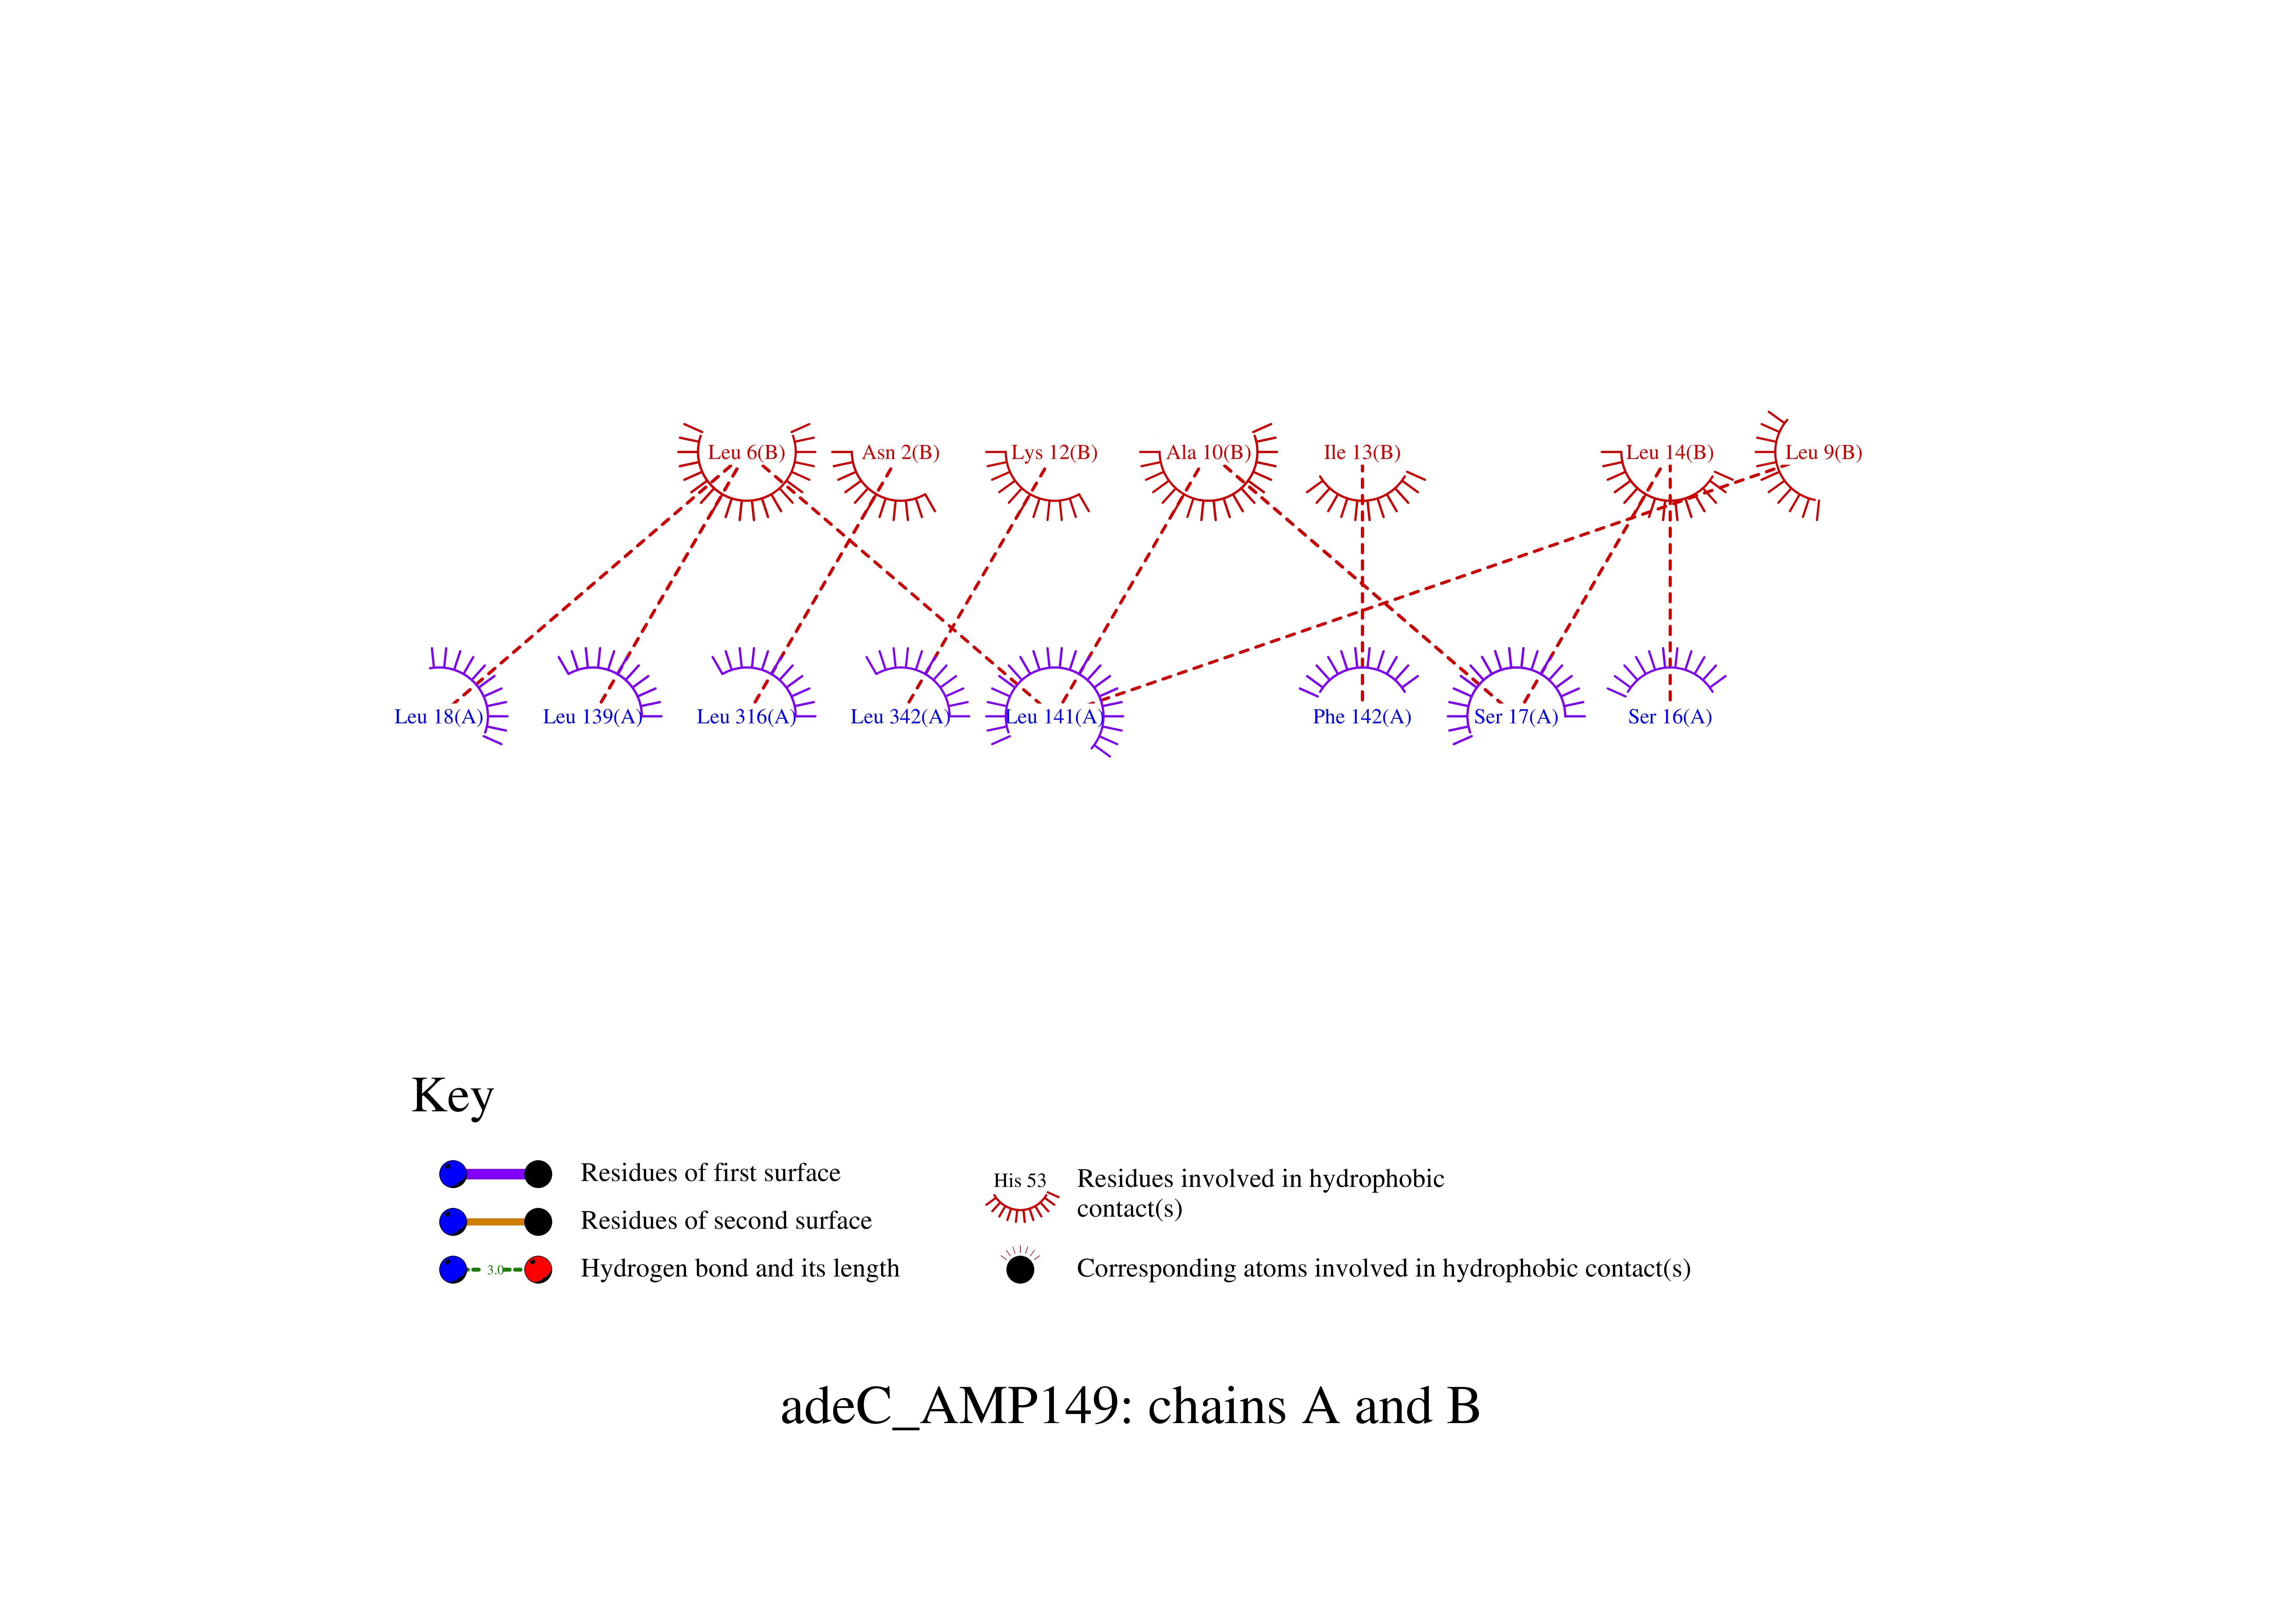 Leu 6(B) Asn 2(B) Lys 12(B) Ala 10(B) Ile 13(B) Leu 14(B) Leu 9(B)
Leu 18(A) Leu 139(A) Leu 316(A) Leu 342(A) Leu 141(A) Phe 142(A) Ser 17(A) Ser 16(A)
Key
Residues of first surface
Residues of second surface
3.0 Hydrogen bond and its length
His 53 Residues involved in hydrophobic
contact(s)
Corresponding atoms involved in hydrophobic contact(s)
adeC_AMP149: chains A and B